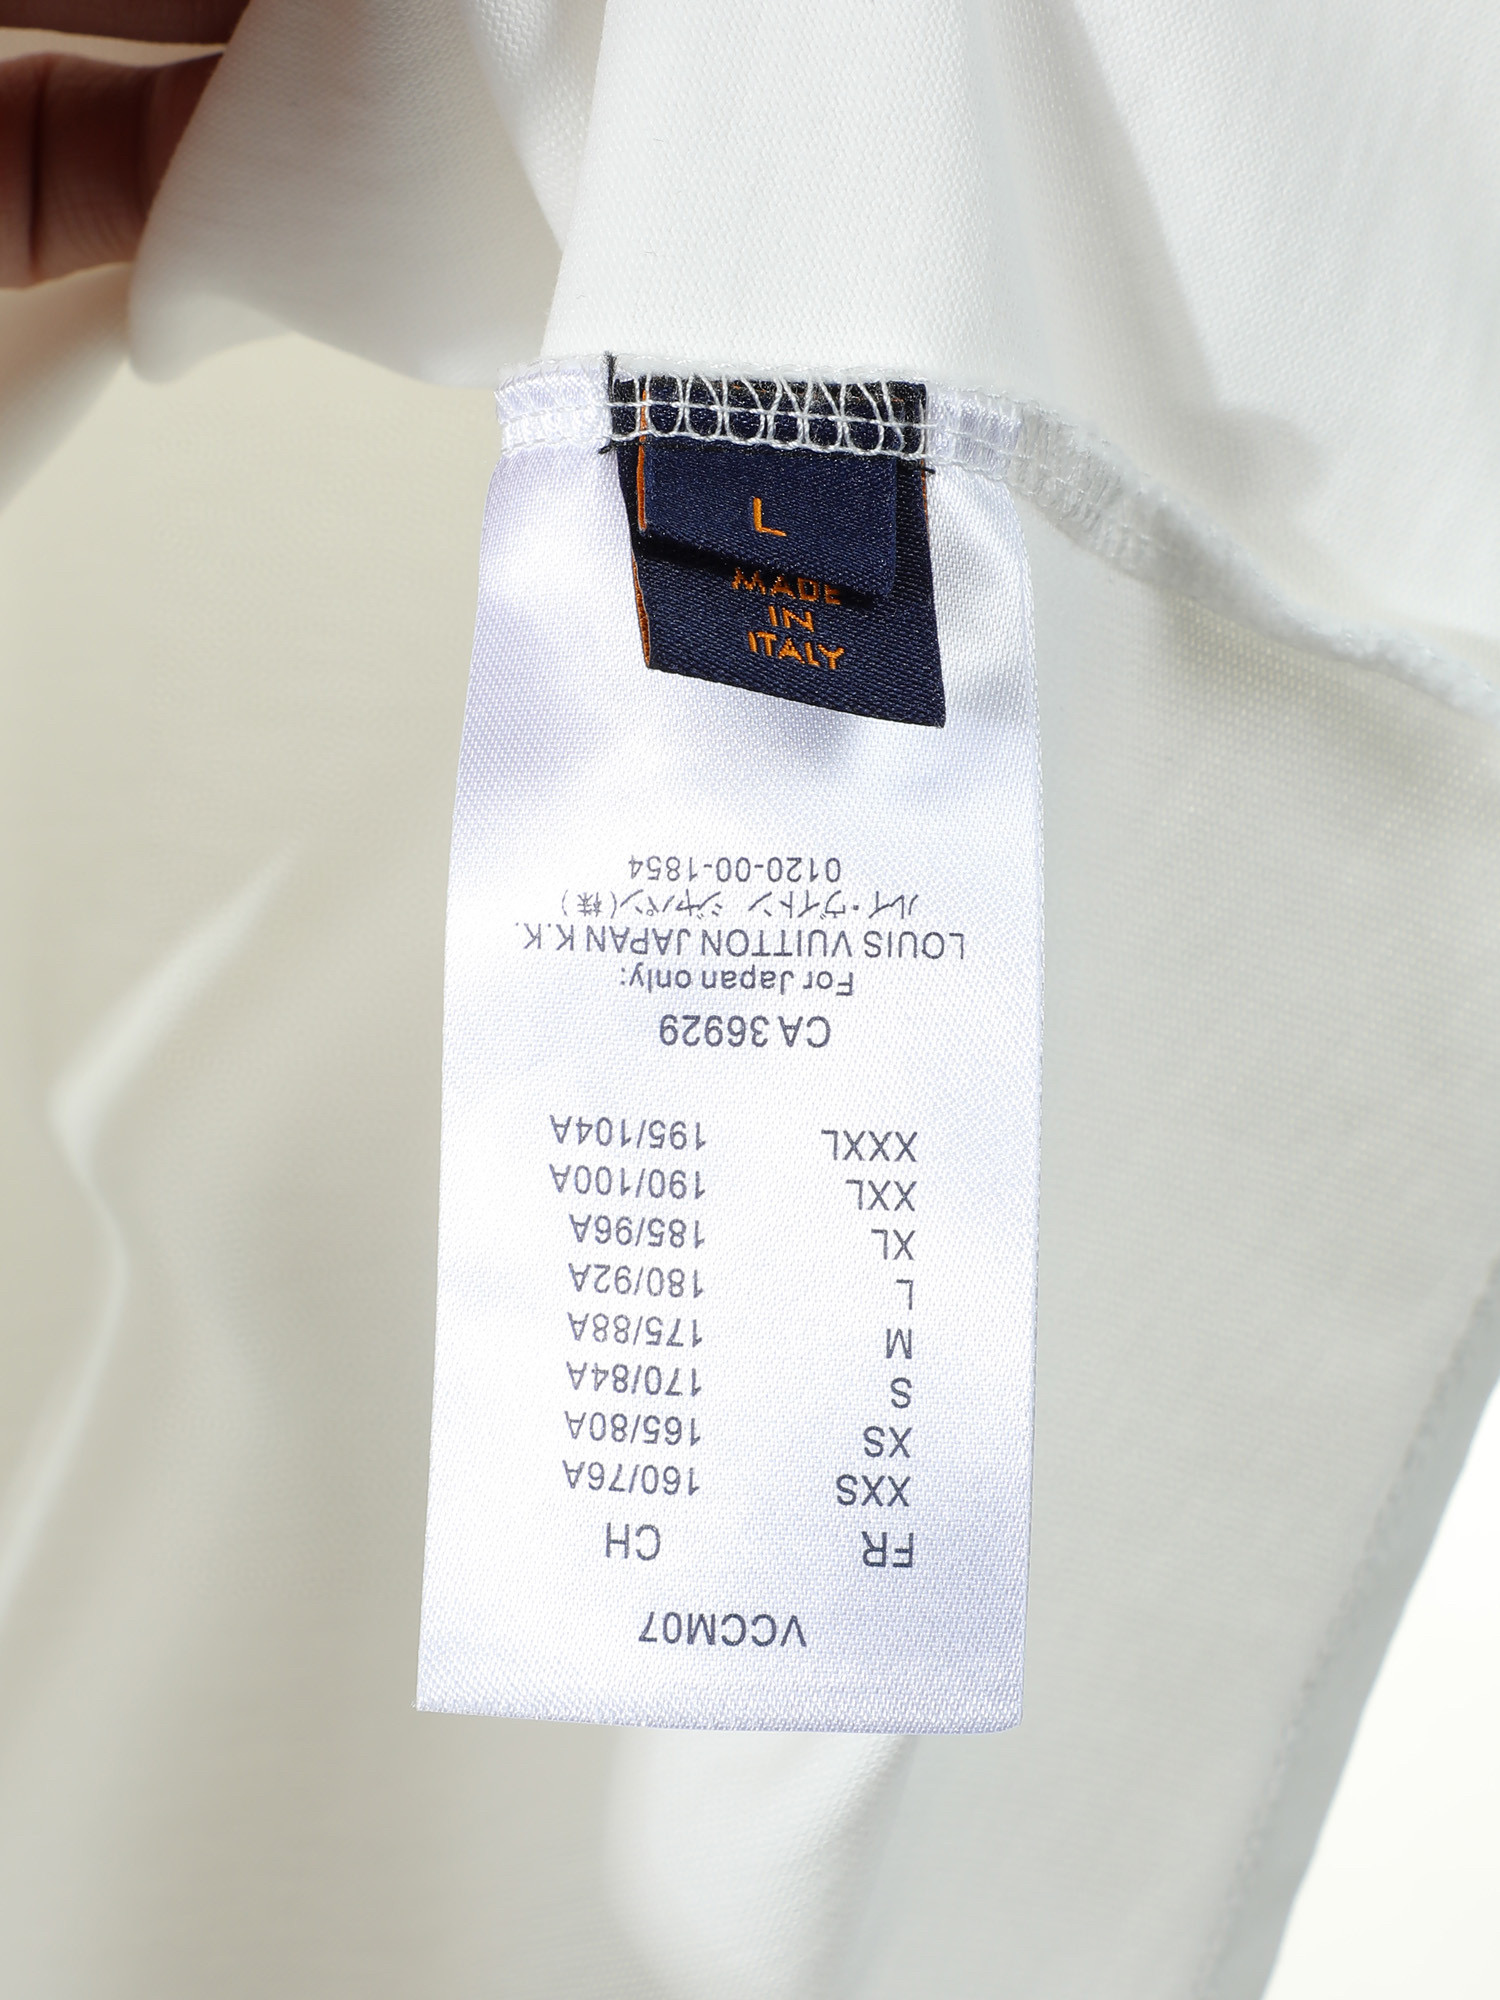 L
MADE
IN
ITALY
VCCM07
FR CH
XXS 160/76A
XS 165/80A
S 170/84A
M 175/88A
L 180/92A
XL 185/96A
XXL 190/100A
XXXL 195/104A
CA 36929
For Japan only:
LOUIS VUITTON JAPAN K.K.
ルイ・ヴィトン ジャパン(株)
0120-00-1854